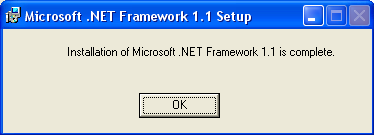 Microsoft .NET Framework 1.1 Setup
Installation of Microsoft .NET Framework 1.1 is complete.
OK